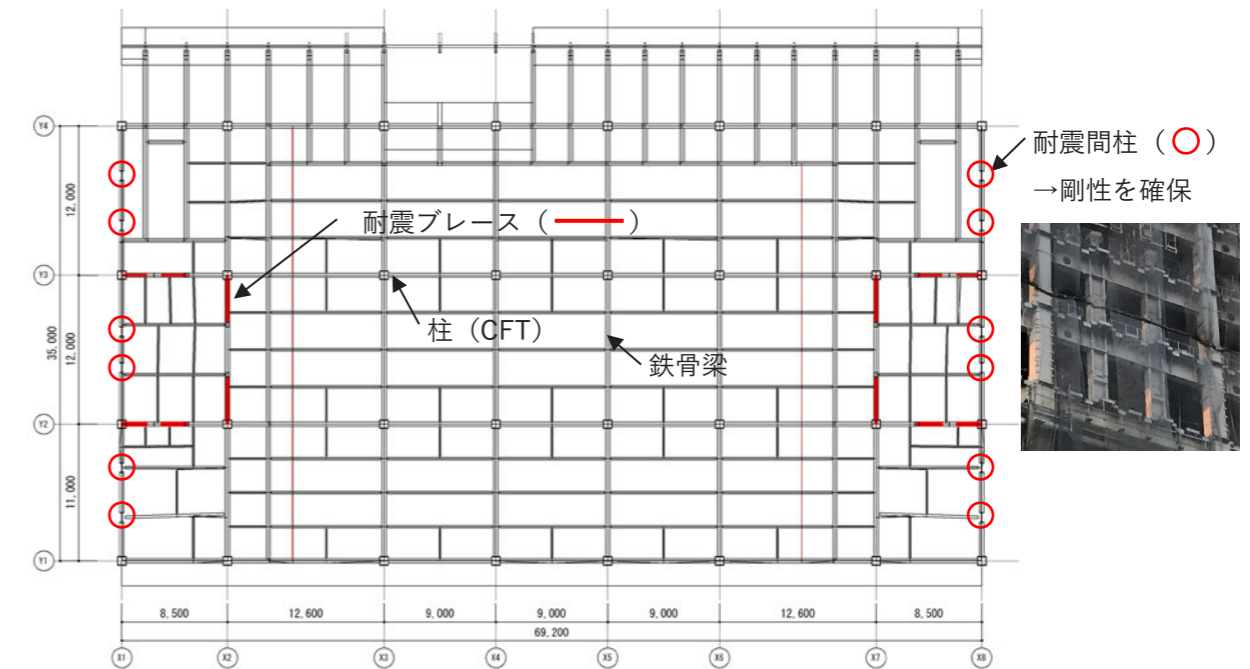 Y4
耐震間柱（○）
→剛性を確保
12,000
耐震ブレース（━）
Y3
柱（CFT）
35,000
12,000
鉄骨梁
Y2
11,000
Y1
8,500 12,600 9,000 9,000 9,000 12,600 8,500
69,200
X1 X2 X3 X4 X5 X6 X7 X8